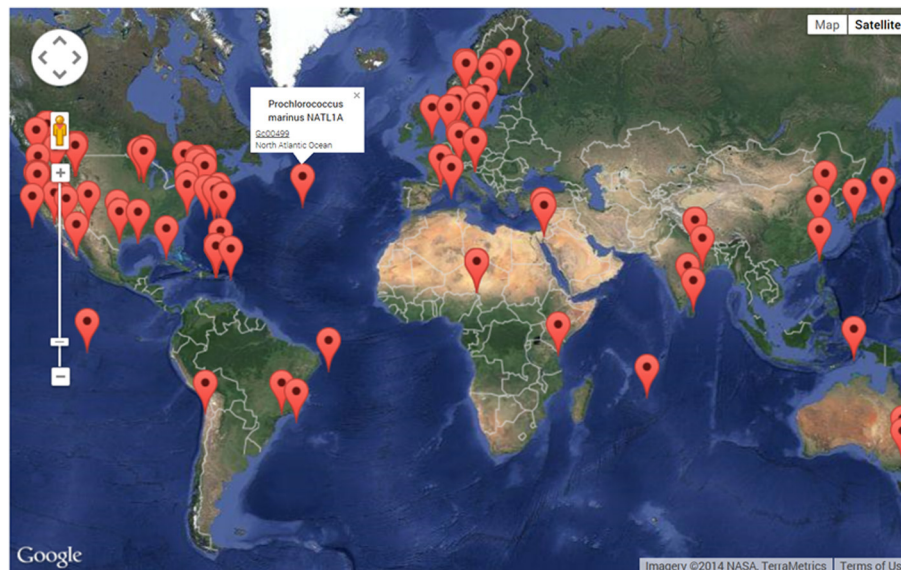 Map
Satellite
×
Prochlorococcus
marinus NATL1A
Gc00499
North Atlantic Ocean
Google
Imagery ©2014 NASA, TerraMetrics
Terms of Us